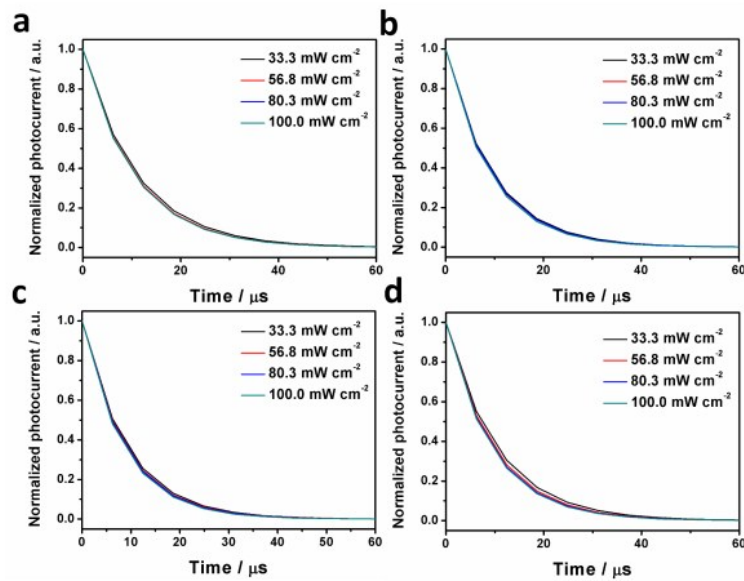 a
Normalized photocurrent / a.u.
1.0
0.8
0.6
0.4
0.2
0.0
33.3 mW cm⁻²
56.8 mW cm⁻²
80.3 mW cm⁻²
100.0 mW cm⁻²
0 20 40 60
Time / μs
b
Normalized photocurrent / a.u.
1.0
0.8
0.6
0.4
0.2
0.0
33.3 mW cm⁻²
56.8 mW cm⁻²
80.3 mW cm⁻²
100.0 mW cm⁻²
0 20 40 60
Time / μs
c
Normalized photocurrent / a.u.
1.0
0.8
0.6
0.4
0.2
0.0
33.3 mW cm⁻²
56.8 mW cm⁻²
80.3 mW cm⁻²
100.0 mW cm⁻²
0 10 20 30 40 50 60
Time / μs
d
Normalized photocurrent / a.u.
1.0
0.8
0.6
0.4
0.2
0.0
33.3 mW cm⁻²
56.8 mW cm⁻²
80.3 mW cm⁻²
100.0 mW cm⁻²
0 20 40 60
Time / μs